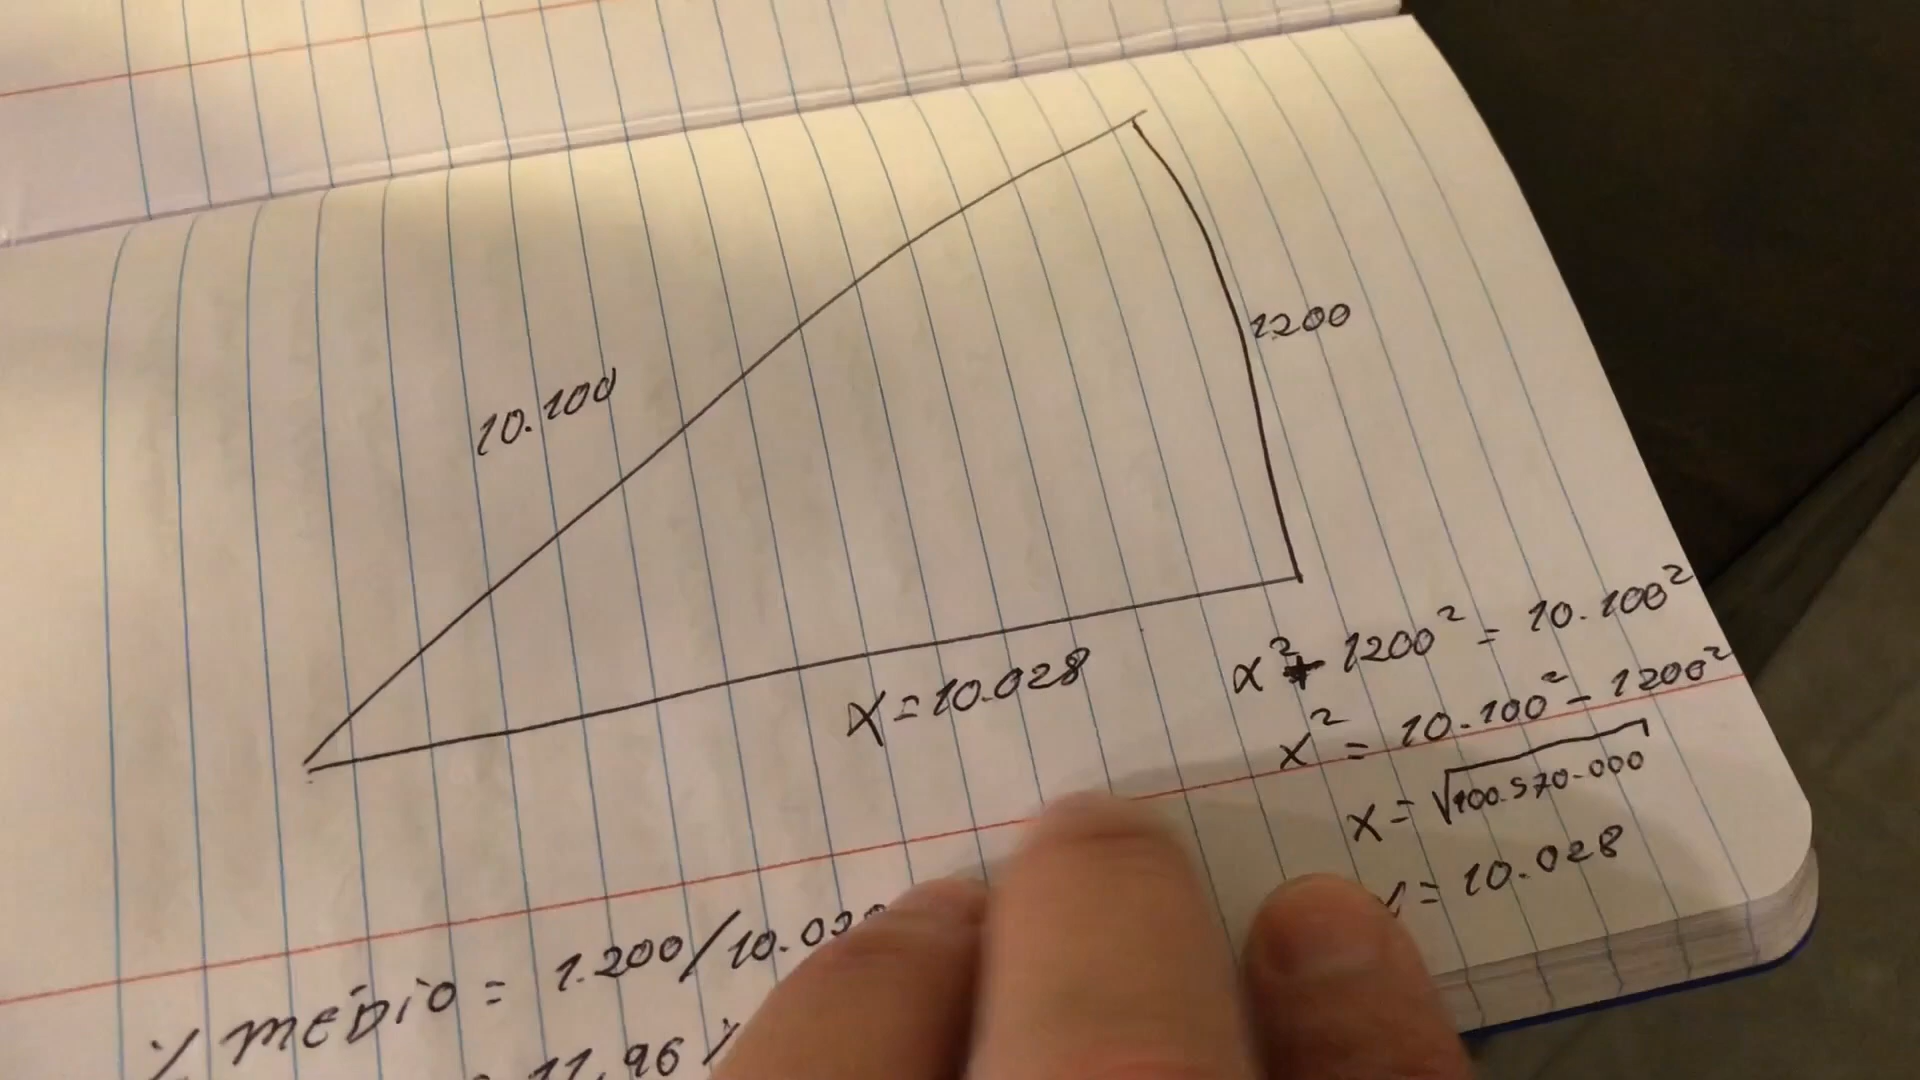 1200
10.100
X = 10.028
x² + 1200² = 10.100²
x² = 10.100² - 1200²
x = √100.570.000
= 10.028
% MEDIO = 1.200/10.02
= 11,96 %